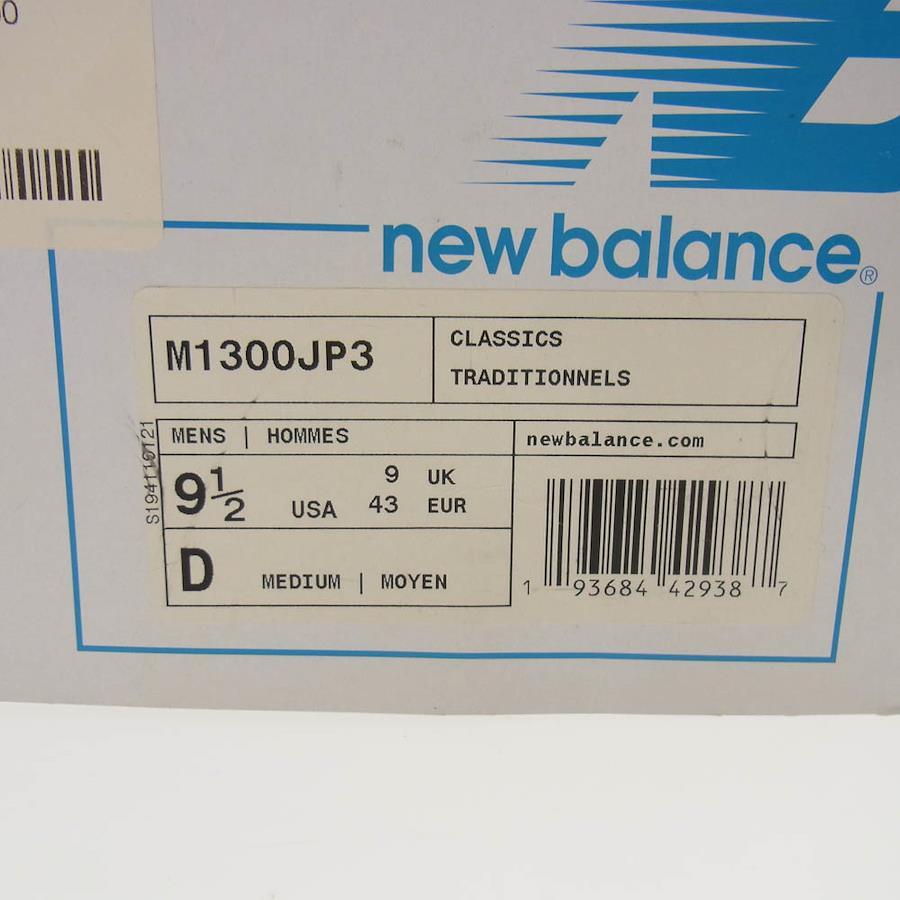 new balance®
M1300JP3
CLASSICS
TRADITIONNELS
MENS | HOMMES
newbalance.com
9½ USA
9 UK
43 EUR
D MEDIUM | MOYEN
1 93684 42938 7